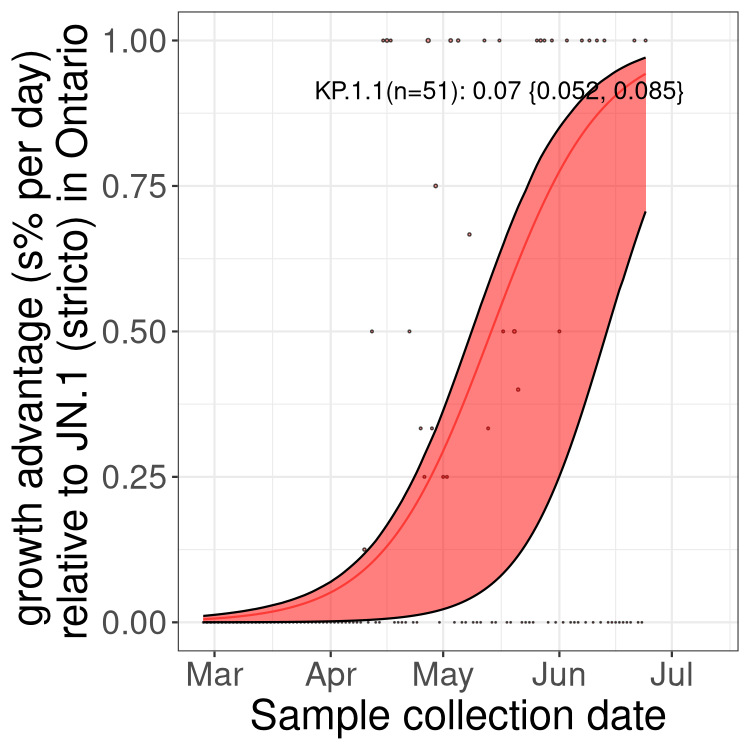 growth advantage (s% per day)
relative to JN.1 (stricto) in Ontario
1.00
0.75
0.50
0.25
0.00
KP.1.1(n=51): 0.07 {0.052, 0.085}
Mar Apr May Jun Jul
Sample collection date